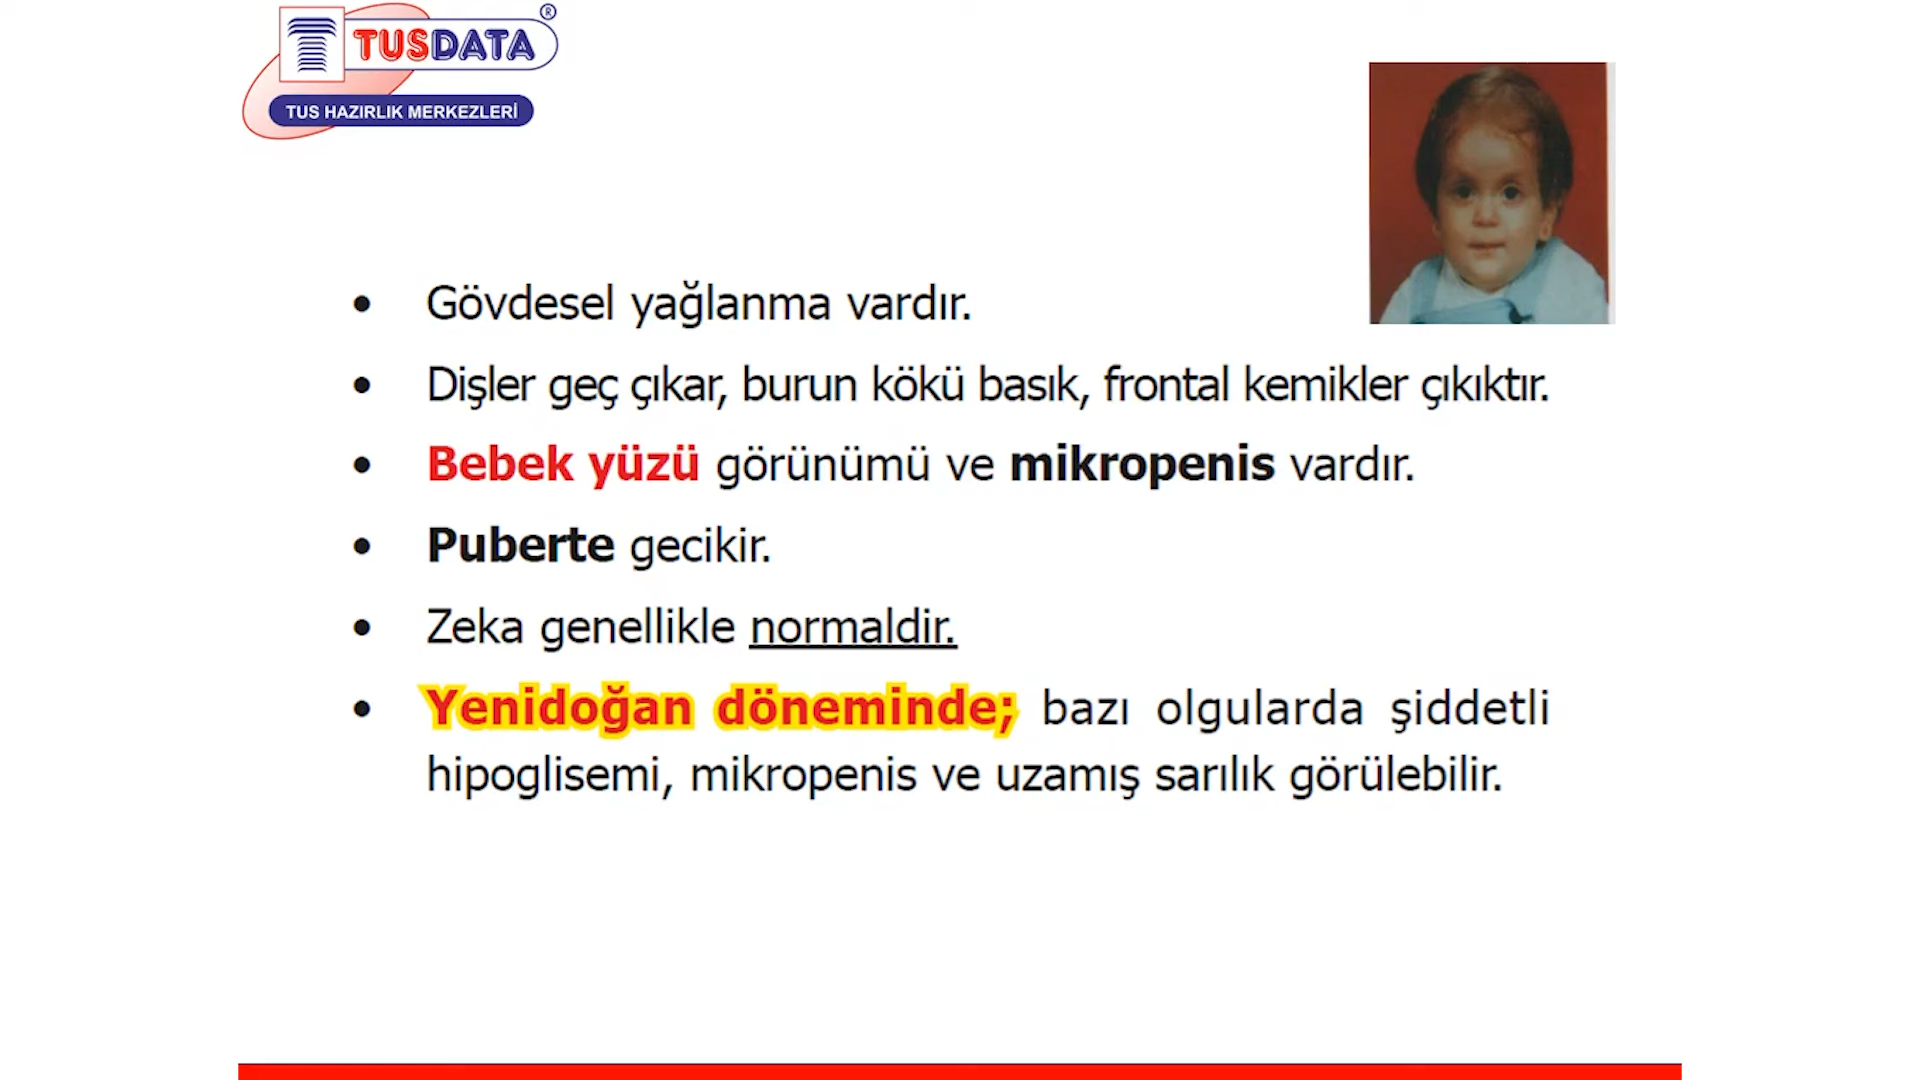 TUSDATA®
TUS HAZIRLIK MERKEZLERİ
• Gövdesel yağlanma vardır.
• Dişler geç çıkar, burun kökü basık, frontal kemikler çıkıktır.
• Bebek yüzü görünümü ve mikropenis vardır.
• Puberte gecikir.
• Zeka genellikle normaldir.
• Yenidoğan döneminde; bazı olgularda şiddetli
hipoglisemi, mikropenis ve uzamış sarılık görülebilir.